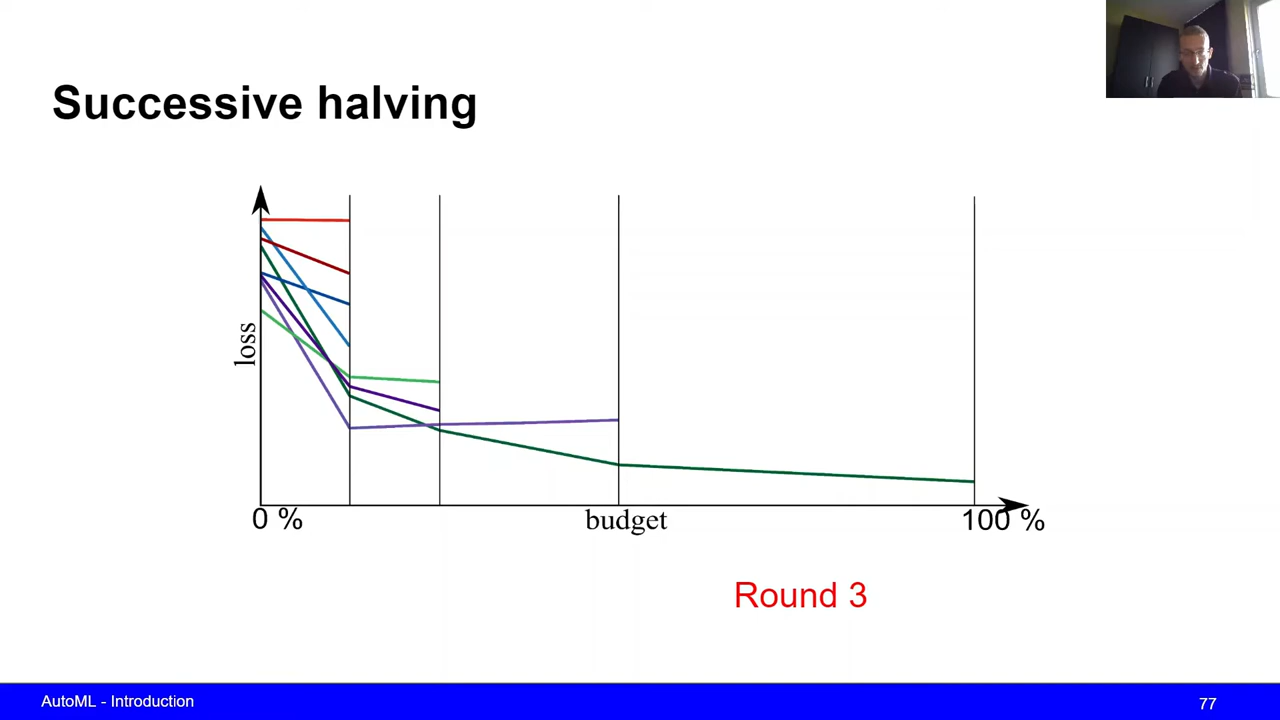 Successive halving
loss
0 %
budget
100 %
Round 3
AutoML - Introduction
77